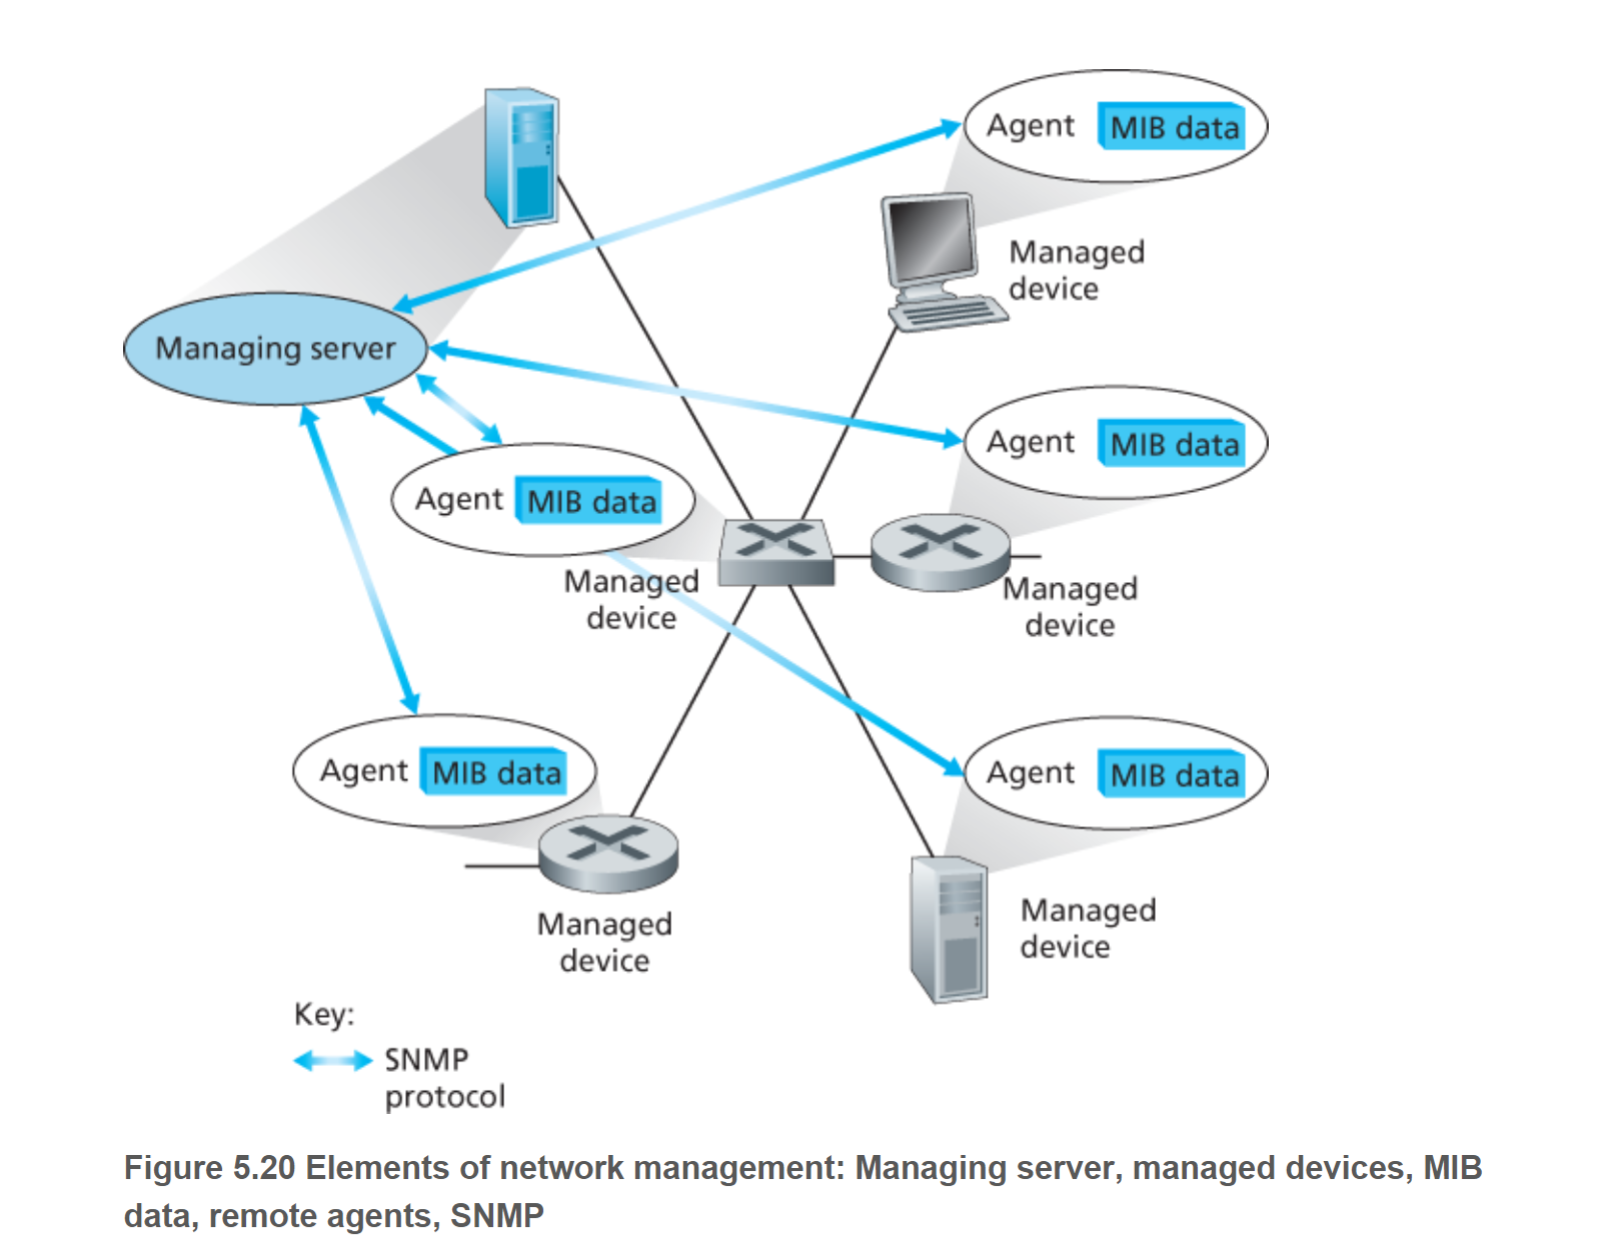 Agent MIB data
Managed
device
Managing server
Agent MIB data
Agent MIB data
Managed
device
Managed
device
Agent MIB data
Agent MIB data
Managed
device
Managed
device
Key:
SNMP
protocol
Figure 5.20 Elements of network management: Managing server, managed devices, MIB
data, remote agents, SNMP